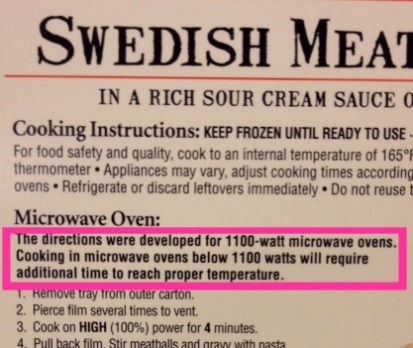 SWEDISH MEAT
IN A RICH SOUR CREAM SAUCE O
Cooking Instructions: KEEP FROZEN UNTIL READY TO USE -
For food safety and quality, cook to an internal temperature of 165°F
thermometer • Appliances may vary, adjust cooking times according
ovens • Refrigerate or discard leftovers immediately • Do not reuse t
Microwave Oven:
The directions were developed for 1100-watt microwave ovens.
Cooking in microwave ovens below 1100 watts will require
additional time to reach proper temperature.
1. Remove tray from outer carton.
2. Pierce film several times to vent.
3. Cook on HIGH (100%) power for 4 minutes.
4. Pull back film. Stir meatballs and gravy with pasta.